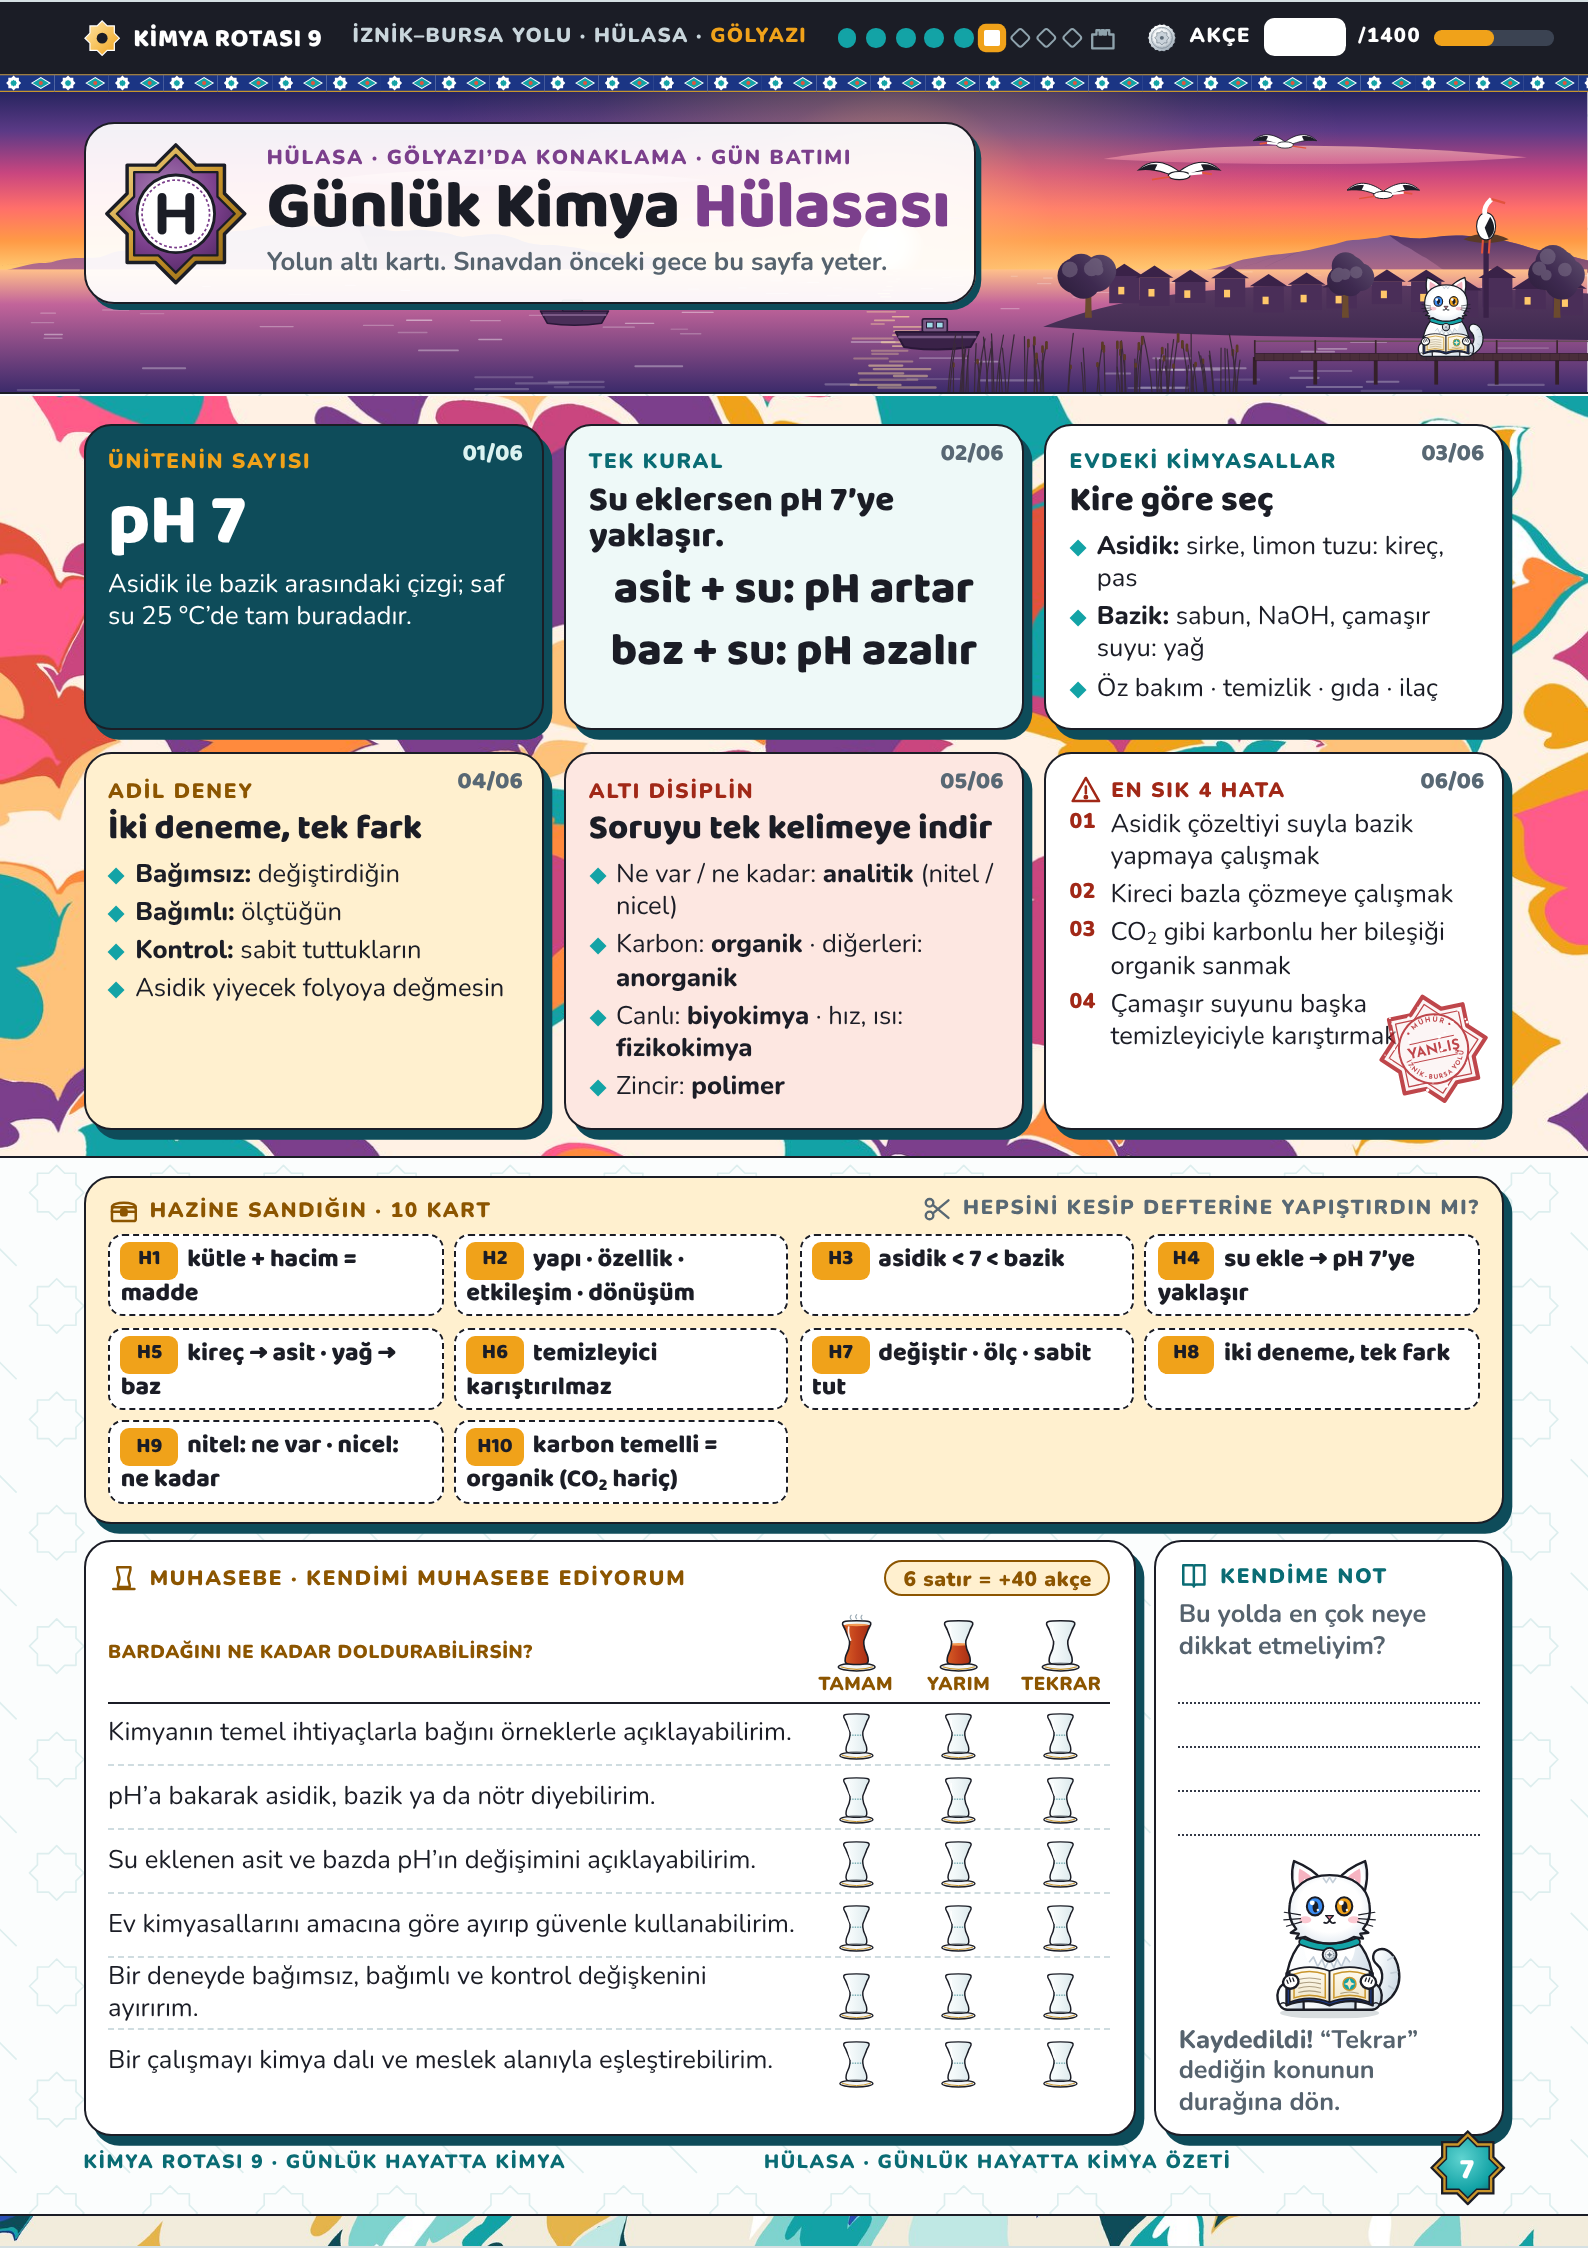 KİMYA ROTASI 9
İZNİK–BURSA YOLU · HÜLASA · GÖLYAZI
AKÇE /1400
H
HÜLASA · GÖLYAZI’DA KONAKLAMA · GÜN BATIMI
Günlük Kimya Hülasası
Yolun altı kartı. Sınavdan önceki gece bu sayfa yeter.
ÜNİTENİN SAYISI
01/06
pH 7
Asidik ile bazik arasındaki çizgi; saf
su 25 °C’de tam buradadır.
TEK KURAL
02/06
Su eklersen pH 7’ye
yaklaşır.
asit + su: pH artar
baz + su: pH azalır
EVDEKİ KİMYASALLAR
03/06
Kire göre seç
Asidik: sirke, limon tuzu: kireç,
pas
Bazik: sabun, NaOH, çamaşır
suyu: yağ
Öz bakım · temizlik · gıda · ilaç
ADİL DENEY
04/06
İki deneme, tek fark
Bağımsız: değiştirdiğin
Bağımlı: ölçtüğün
Kontrol: sabit tuttukların
Asidik yiyecek folyoya değmesin
ALTI DİSİPLİN
05/06
Soruyu tek kelimeye indir
Ne var / ne kadar: analitik (nitel /
nicel)
Karbon: organik · diğerleri:
anorganik
Canlı: biyokimya · hız, ısı:
fizikokimya
Zincir: polimer
EN SIK 4 HATA
06/06
01 Asidik çözeltiyi suyla bazik
yapmaya çalışmak
02 Kireci bazla çözmeye çalışmak
03 CO₂ gibi karbonlu her bileşiği
organik sanmak
04 Çamaşır suyunu başka
temizleyiciyle karıştırmak
MÜHÜR
YANLIŞ
İZNİK-BURSA YOLU
HAZİNE SANDIĞIN · 10 KART
HEPSİNİ KESİP DEFTERİNE YAPIŞTIRDIN MI?
H1 kütle + hacim =
madde
H2 yapı · özellik ·
etkileşim · dönüşüm
H3 asidik < 7 < bazik
H4 su ekle → pH 7’ye
yaklaşır
H5 kireç → asit · yağ →
baz
H6 temizleyici
karıştırılmaz
H7 değiştir · ölç · sabit
tut
H8 iki deneme, tek fark
H9 nitel: ne var · nicel:
ne kadar
H10 karbon temelli =
organik (CO₂ hariç)
MUHASEBE · KENDİMİ MUHASEBE EDİYORUM
6 satır = +40 akçe
BARDAĞINI NE KADAR DOLDURABİLİRSİN?
TAMAM YARIM TEKRAR
Kimyanın temel ihtiyaçlarla bağını örneklerle açıklayabilirim.
pH’a bakarak asidik, bazik ya da nötr diyebilirim.
Su eklenen asit ve bazda pH’ın değişimini açıklayabilirim.
Ev kimyasallarını amacına göre ayırıp güvenle kullanabilirim.
Bir deneyde bağımsız, bağımlı ve kontrol değişkenini
ayırırım.
Bir çalışmayı kimya dalı ve meslek alanıyla eşleştirebilirim.
KENDİME NOT
Bu yolda en çok neye
dikkat etmeliyim?
Kaydedildi! “Tekrar”
dediğin konunun
durağına dön.
KİMYA ROTASI 9 · GÜNLÜK HAYATTA KİMYA
HÜLASA · GÜNLÜK HAYATTA KİMYA ÖZETİ
7